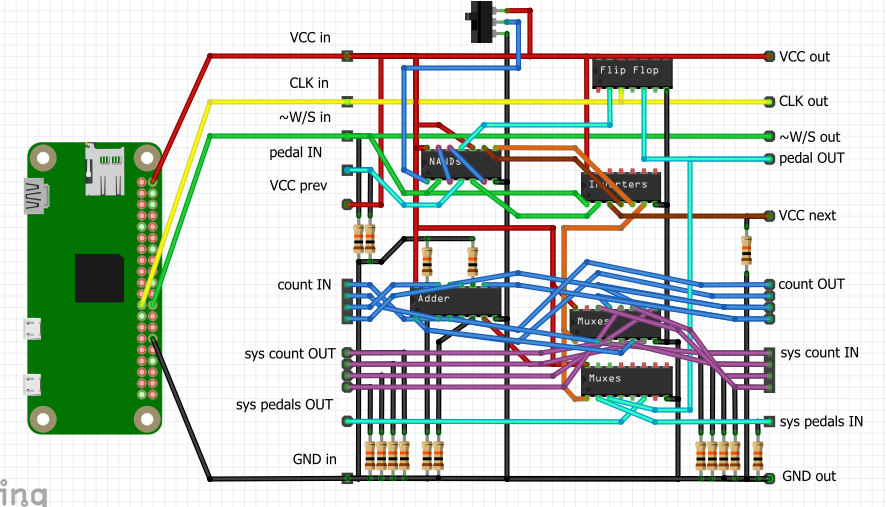 VCC in
VCC out
Flip Flop
CLK in
CLK out
~W/S in
~W/S out
pedal IN
NANDs
pedal OUT
VCC prev
Inverters
VCC next
count IN
Adder
count OUT
Muxes
sys count OUT
sys count IN
Muxes
sys pedals OUT
sys pedals IN
GND in
GND out
ing